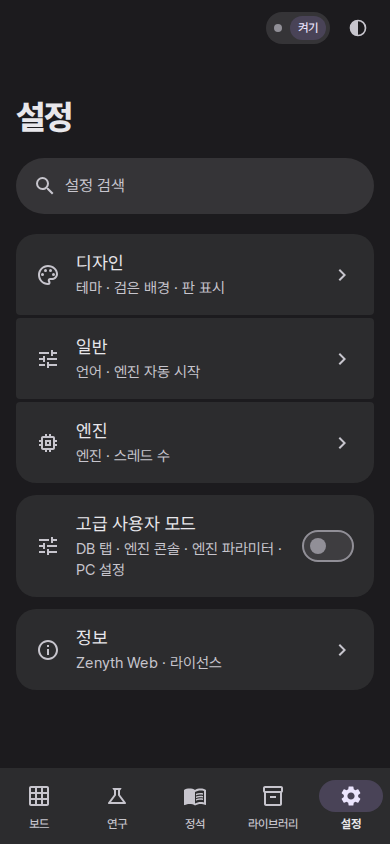 켜기
설정
설정 검색
디자인
테마 · 검은 배경 · 판 표시
일반
언어 · 엔진 자동 시작
엔진
엔진 · 스레드 수
고급 사용자 모드
DB 탭 · 엔진 콘솔 · 엔진 파라미터 ·
PC 설정
정보
Zenyth Web · 라이선스
보드
연구
정석
라이브러리
설정